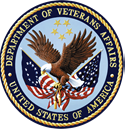 DEPARTMENT OF VETERANS AFFAIRS
UNITED STATES OF AMERICA